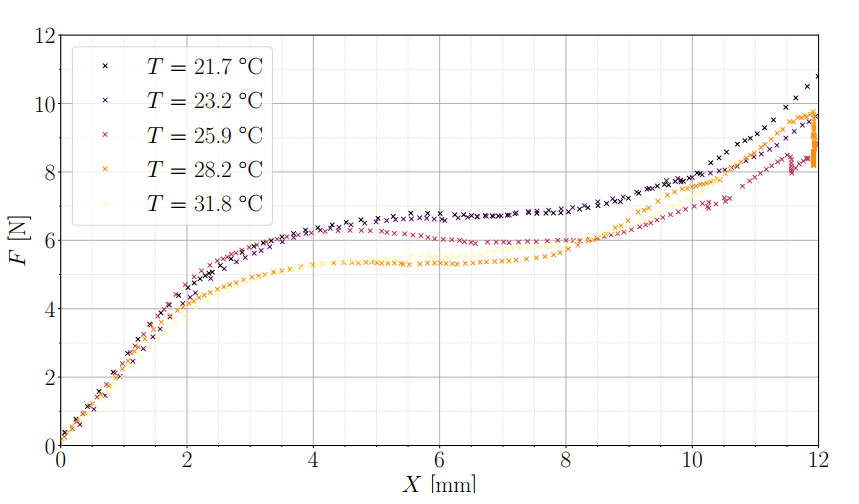 12
10
8
6
4
2
0
F [N]
T = 21.7 °C
T = 23.2 °C
T = 25.9 °C
T = 28.2 °C
T = 31.8 °C
0 2 4 6 8 10 12
X [mm]